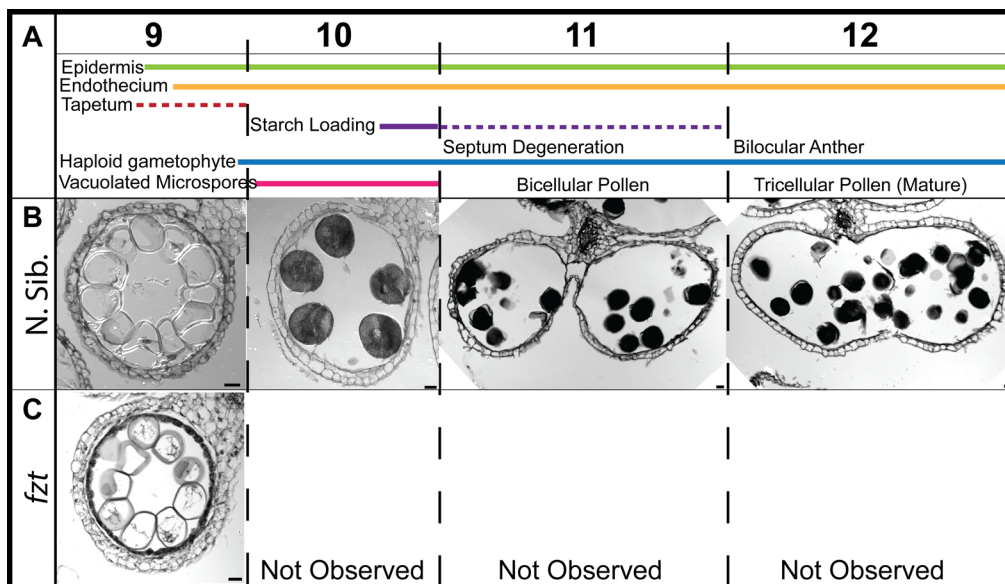 A 9 10 11 12
Epidermis
Endothecium
Tapetum
Starch Loading
Septum Degeneration Bilocular Anther
Haploid gametophyte
Vacuolated Microspores Bicellular Pollen Tricellular Pollen (Mature)
B
N. Sib.
C
fzt
Not Observed Not Observed Not Observed